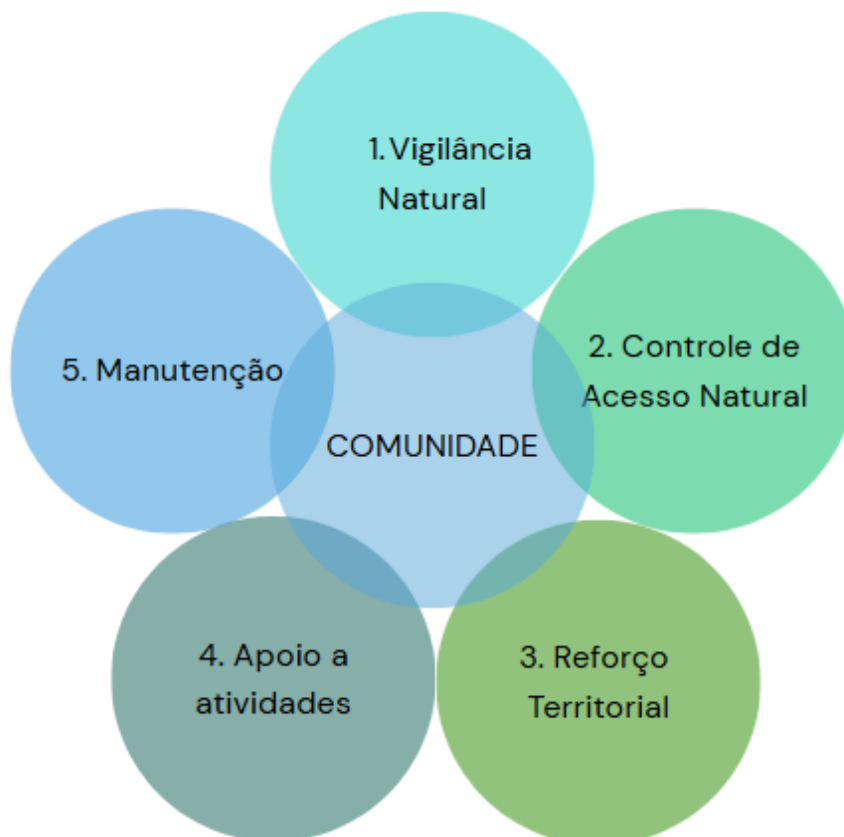 1. Vigilância
Natural
2. Controle de
Acesso Natural
5. Manutenção
COMUNIDADE
4. Apoio a
atividades
3. Reforço
Territorial